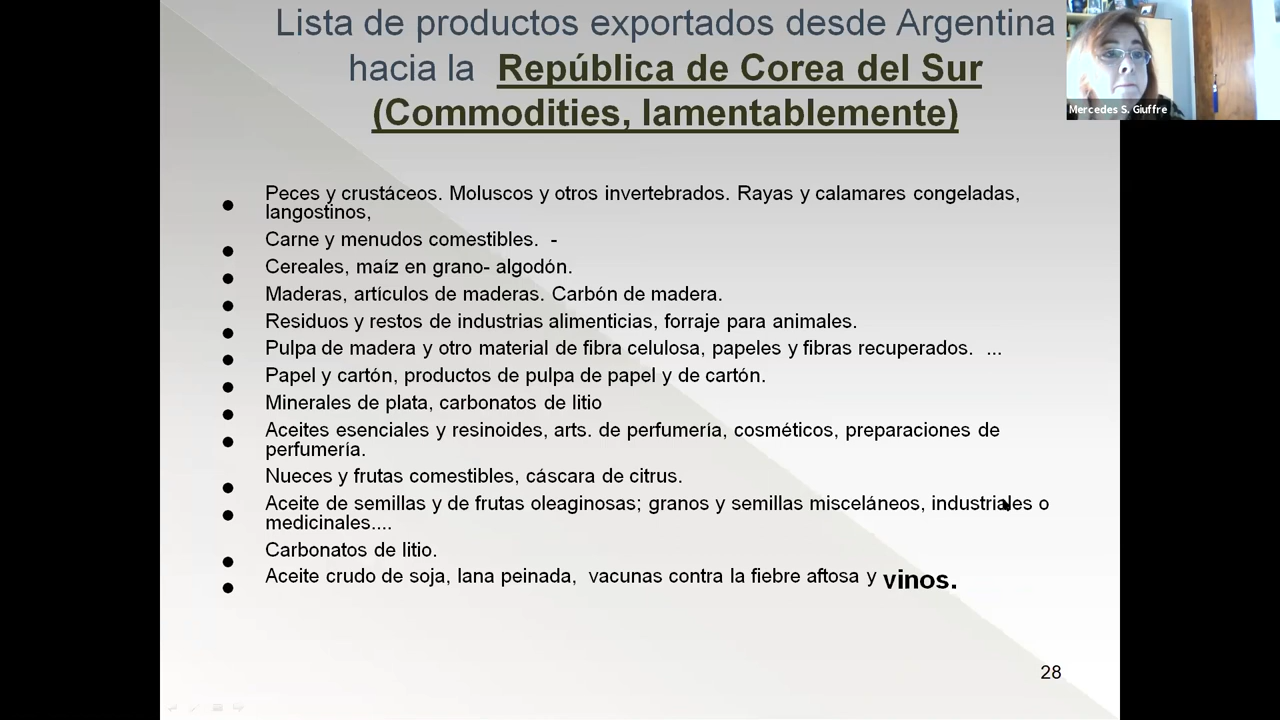 Lista de productos exportados desde Argentina
hacia la República de Corea del Sur
(Commodities, lamentablemente)
Mercedes S. Giuffre
Peces y crustáceos. Moluscos y otros invertebrados. Rayas y calamares congeladas,
langostinos,
Carne y menudos comestibles. -
Cereales, maíz en grano- algodón.
Maderas, artículos de maderas. Carbón de madera.
Residuos y restos de industrias alimenticias, forraje para animales.
Pulpa de madera y otro material de fibra celulosa, papeles y fibras recuperados. ...
Papel y cartón, productos de pulpa de papel y de cartón.
Minerales de plata, carbonatos de litio
Aceites esenciales y resinoides, arts. de perfumería, cosméticos, preparaciones de
perfumería.
Nueces y frutas comestibles, cáscara de citrus.
Aceite de semillas y de frutas oleaginosas; granos y semillas misceláneos, industriales o
medicinales....
Carbonatos de litio.
Aceite crudo de soja, lana peinada, vacunas contra la fiebre aftosa y vinos.
28